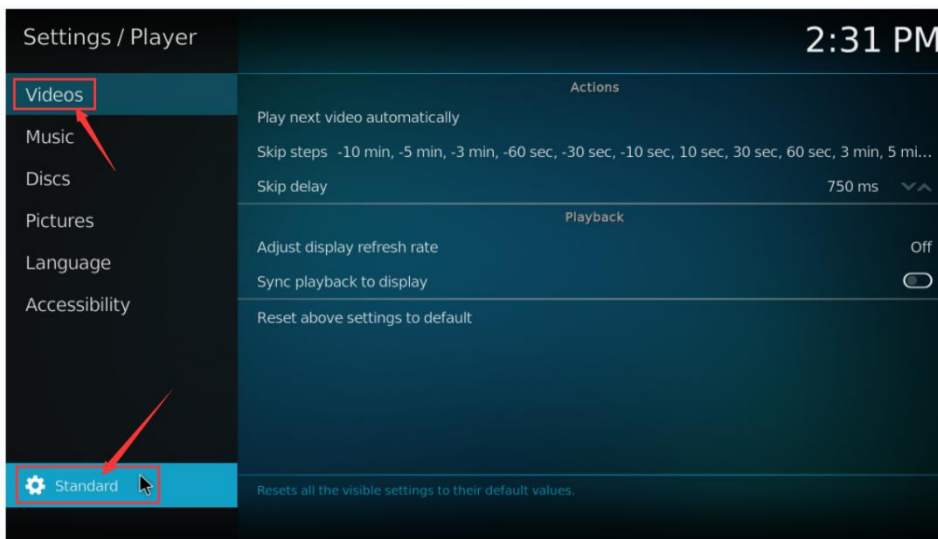 Settings / Player
2:31 PM
Videos
Music
Discs
Pictures
Language
Accessibility
Standard
Actions
Play next video automatically
Skip steps -10 min, -5 min, -3 min, -60 sec, -30 sec, -10 sec, 10 sec, 30 sec, 60 sec, 3 min, 5 mi...
Skip delay 750 ms
Playback
Adjust display refresh rate Off
Sync playback to display
Reset above settings to default
Resets all the visible settings to their default values.